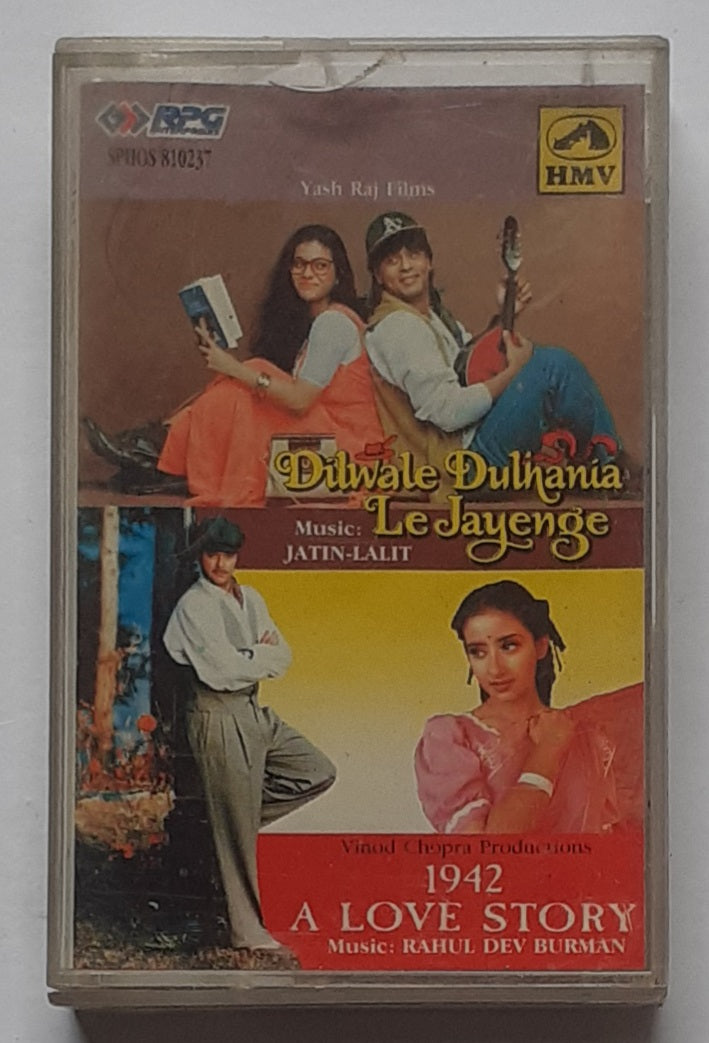 RPG
ENTERPRISES
SPHOS 810237
HMV
Yash Raj Films
Dilwale Dulhania
Le Jayenge
Music:
JATIN-LALIT
Vinod Chopra Productions
1942
A LOVE STORY
Music: RAHUL DEV BURMAN